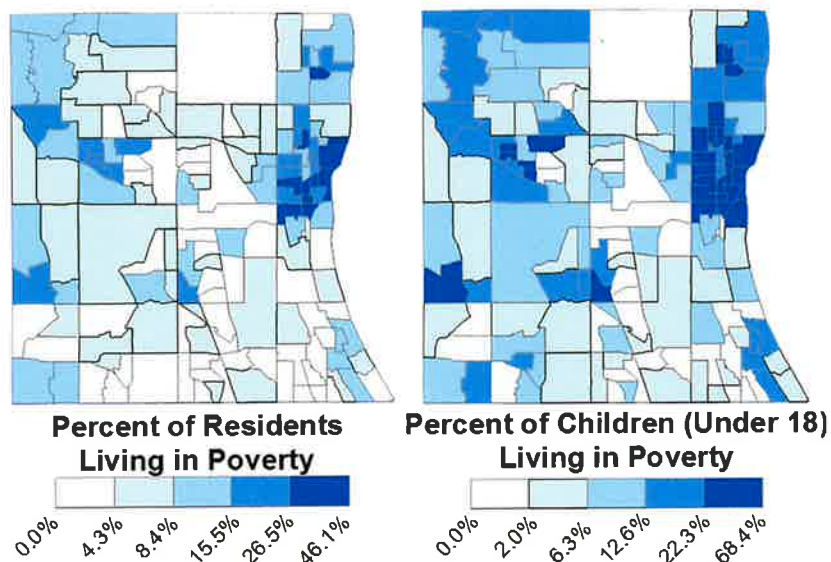 Percent of Residents
Living in Poverty
0.0% 4.3% 8.4% 15.5% 26.5% 46.1%
Percent of Children (Under 18)
Living in Poverty
0.0% 2.0% 6.3% 12.6% 22.3% 68.4%